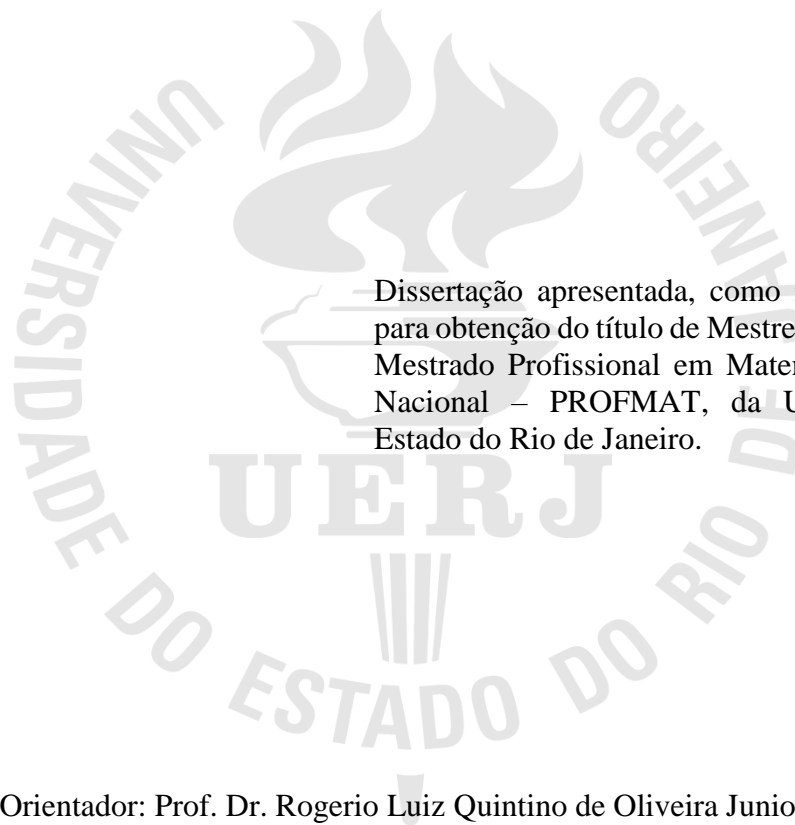 UNIVERSIDADE DO ESTADO DO RIO DE JANEIRO
Dissertação apresentada, como
para obtenção do título de Mestre
Mestrado Profissional em Mater
Nacional – PROFMAT, da U
Estado do Rio de Janeiro.
UERJ
Orientador: Prof. Dr. Rogerio Luiz Quintino de Oliveira Junio